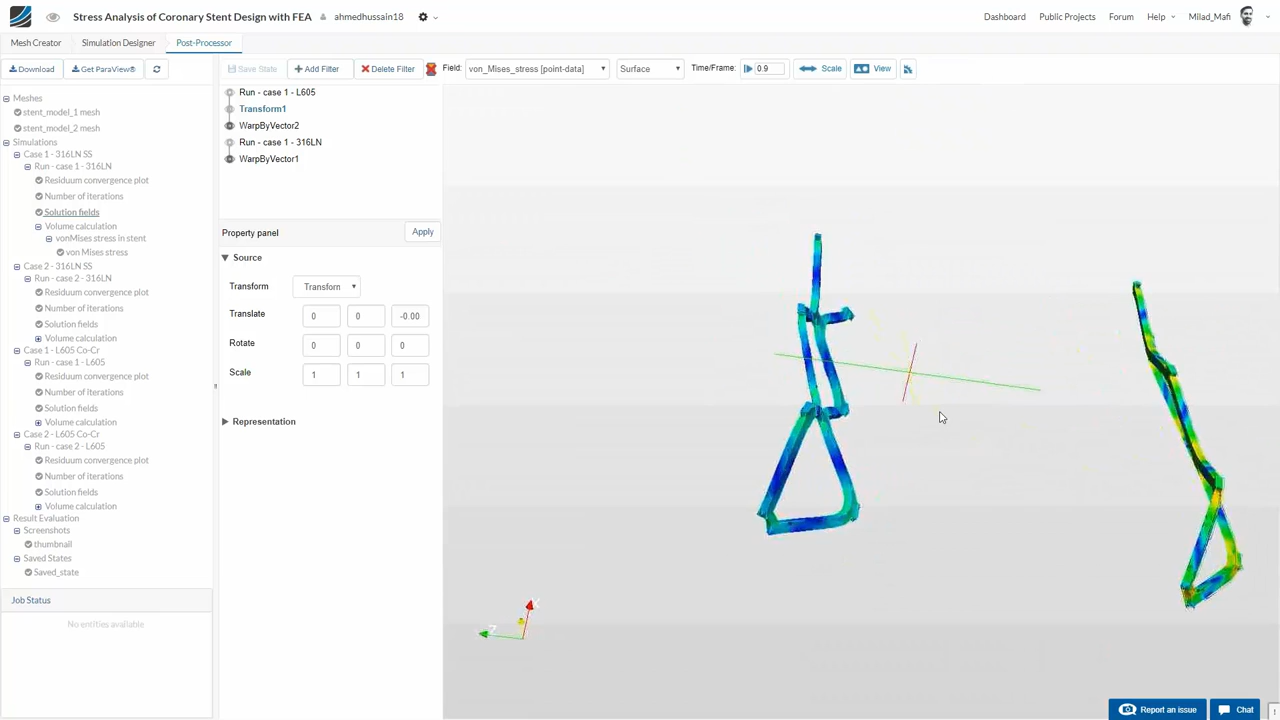 Stress Analysis of Coronary Stent Design with FEA ahmedhussain18
Dashboard Public Projects Forum Help Milad_Mafi
Mesh Creator Simulation Designer Post-Processor
Download Get ParaView® Save State Add Filter Delete Filter Field: von_Mises_stress [point-data] Surface Time/Frame: 0.9 Scale View
Meshes
stent_model_1 mesh
stent_model_2 mesh
Simulations
Case 1 - 316LN SS
Run - case 1 - 316LN
Residuum convergence plot
Number of iterations
Solution fields
Volume calculation
vonMises stress in stent
von Mises stress
Case 2 - 316LN SS
Run - case 2 - 316LN
Residuum convergence plot
Number of iterations
Solution fields
Volume calculation
Case 1 - L605 Co-Cr
Run - case 1 - L605
Residuum convergence plot
Number of iterations
Solution fields
Volume calculation
Case 2 - L605 Co-Cr
Run - case 2 - L605
Residuum convergence plot
Number of iterations
Solution fields
Volume calculation
Result Evaluation
Screenshots
thumbnail
Saved States
Saved_state
Job Status
No entities available
Run - case 1 - L605
Transform1
WarpByVector2
Run - case 1 - 316LN
WarpByVector1
Property panel Apply
Source
Transform Transform
Translate 0 0 -0.00
Rotate 0 0 0
Scale 1 1 1
Representation
X
Z
Report an issue Chat